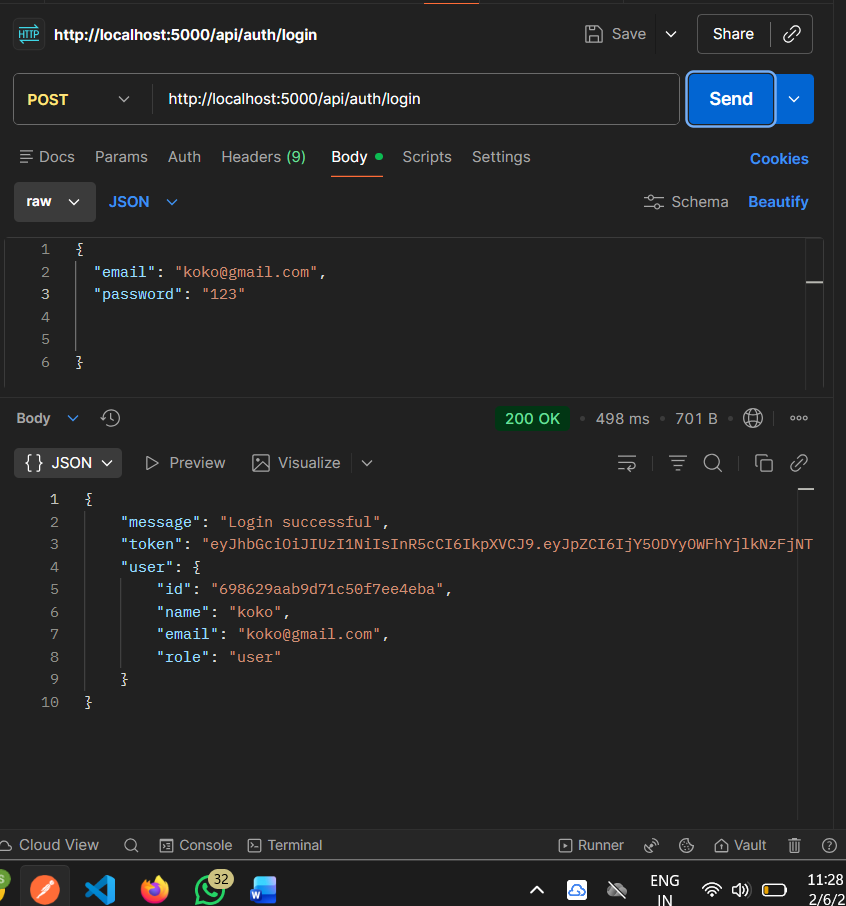 HTTP http://localhost:5000/api/auth/login Save Share
POST http://localhost:5000/api/auth/login Send
Docs Params Auth Headers (9) Body Scripts Settings Cookies
raw JSON Schema Beautify
1 {
2 "email": "koko@gmail.com",
3 "password": "123"
4
5
6 }
Body 200 OK 498 ms 701 B
{} JSON Preview Visualize
1 {
2 "message": "Login successful",
3 "token": "eyJhbGciOiJIUzI1NiIsInR5cCI6IkpXVCJ9.eyJpZCI6IjY5ODYyOWFhYjlkNzFjNT
4 "user": {
5 "id": "698629aab9d71c50f7ee4eba",
6 "name": "koko",
7 "email": "koko@gmail.com",
8 "role": "user"
9 }
10 }
Cloud View Console Terminal Runner Vault
32 ENG 11:28
IN 2/6/2